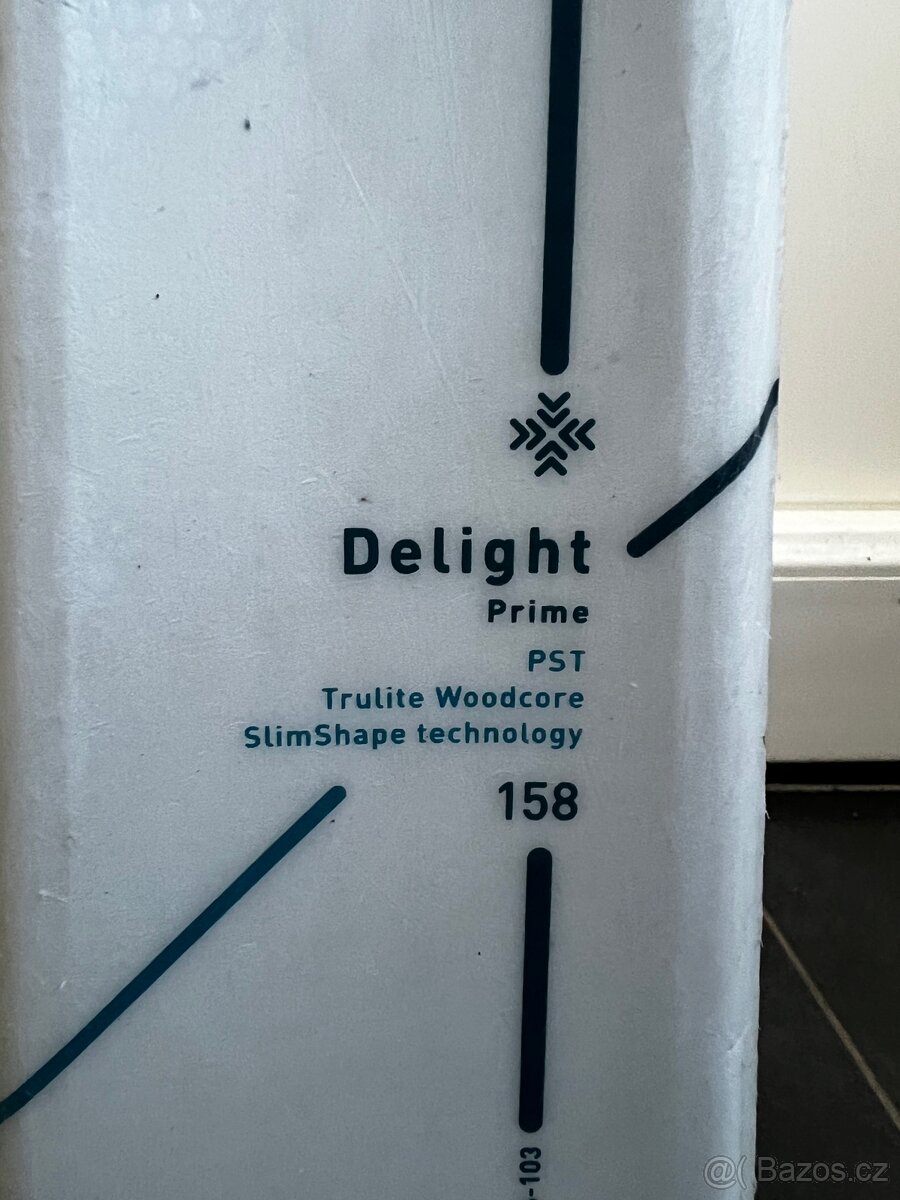 Delight
Prime
PST
Trulite Woodcore
SlimShape technology
158
-103
@( Bazos.cz